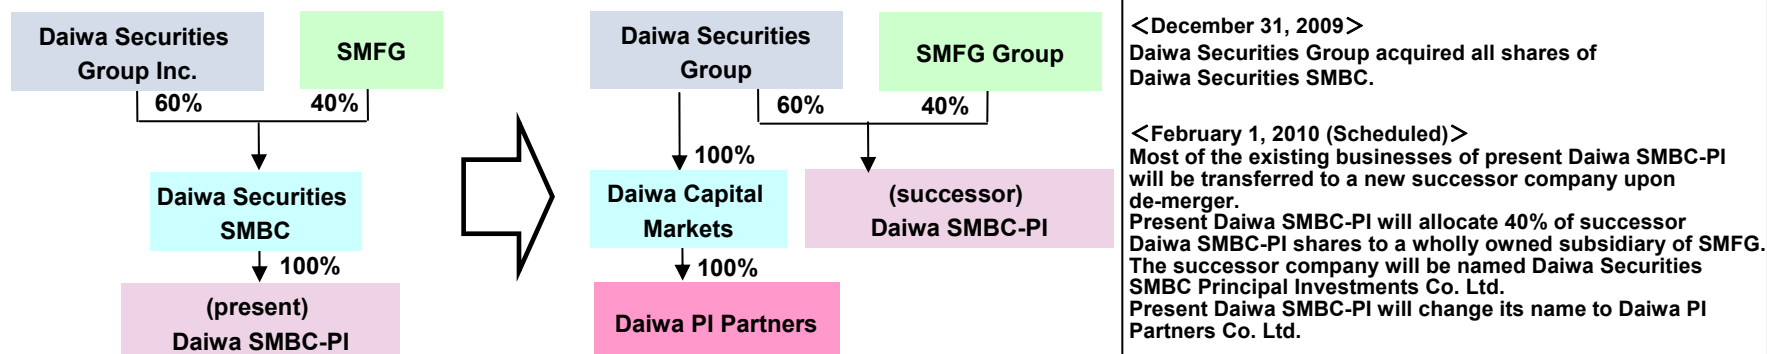 Daiwa Securities
Group Inc.
SMFG
60%
40%
Daiwa Securities
SMBC
100%
(present)
Daiwa SMBC-PI
Daiwa Securities
Group
SMFG Group
60%
40%
100%
Daiwa Capital
Markets
(successor)
Daiwa SMBC-PI
100%
Daiwa PI Partners
＜December 31, 2009＞
Daiwa Securities Group acquired all shares of
Daiwa Securities SMBC.
＜February 1, 2010 (Scheduled)＞
Most of the existing businesses of present Daiwa SMBC-PI
will be transferred to a new successor company upon
de-merger.
Present Daiwa SMBC-PI will allocate 40% of successor
Daiwa SMBC-PI shares to a wholly owned subsidiary of SMFG.
The successor company will be named Daiwa Securities
SMBC Principal Investments Co. Ltd.
Present Daiwa SMBC-PI will change its name to Daiwa PI
Partners Co. Ltd.